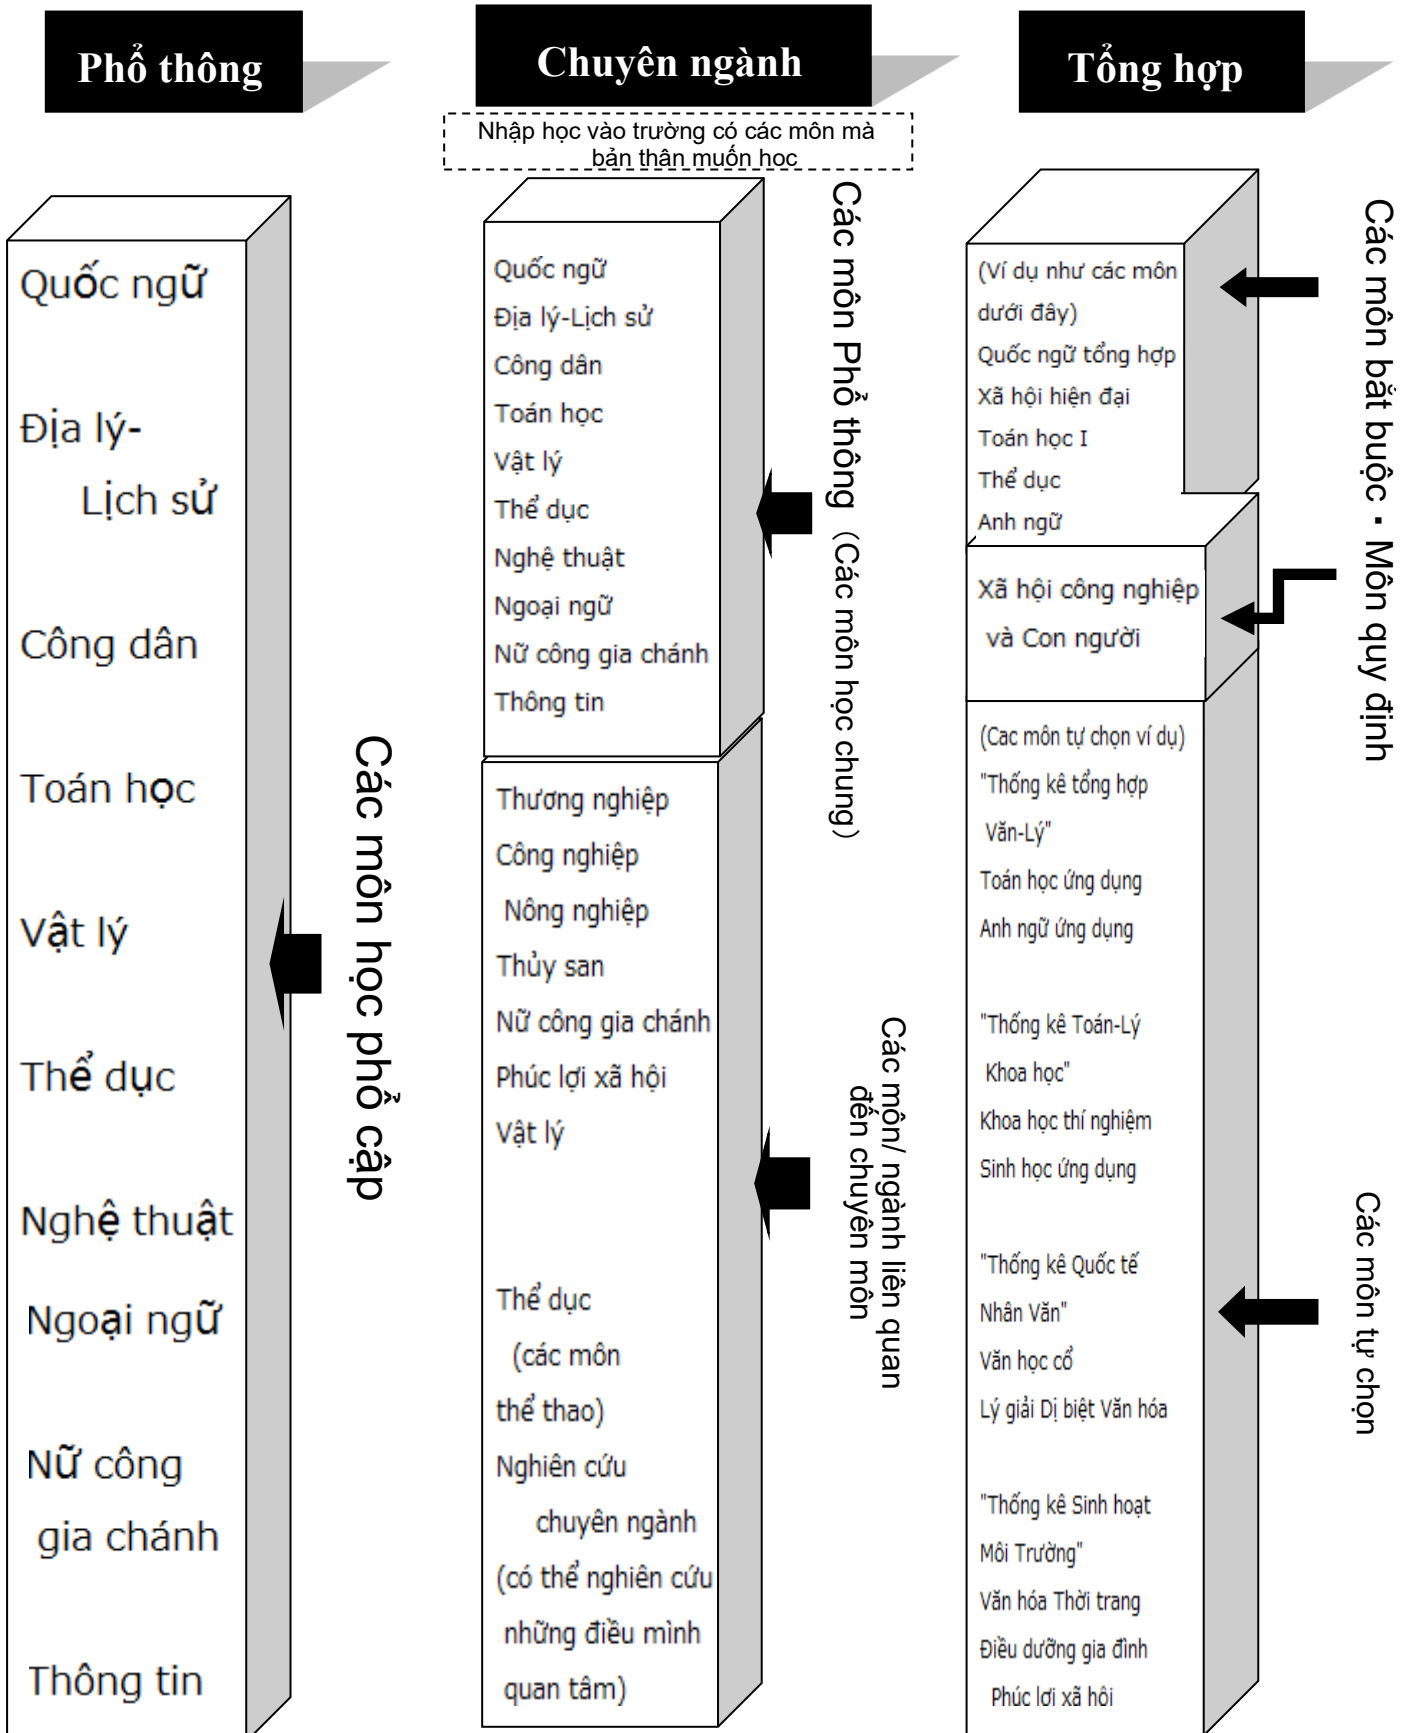 Phổ thông
Chuyên ngành
Tổng hợp
Nhập học vào trường có các môn mà
bản thân muốn học
Quốc ngữ
Địa lý-
Lịch sử
Công dân
Toán học
Vật lý
Thể dục
Nghệ thuật
Ngoại ngữ
Nữ công
gia chánh
Thông tin
Các môn học phổ cập
Quốc ngữ
Địa lý-Lịch sử
Công dân
Toán học
Vật lý
Thể dục
Nghệ thuật
Ngoại ngữ
Nữ công gia chánh
Thông tin
Các môn Phổ thông (Các môn học chung)
Thương nghiệp
Công nghiệp
Nông nghiệp
Thủy san
Nữ công gia chánh
Phúc lợi xã hội
Vật lý
Thể dục
(các môn
thể thao)
Nghiên cứu
chuyên ngành
(có thể nghiên cứu
những điều mình
quan tâm)
Các môn/ ngành liên quan
đến chuyên môn
(Ví dụ như các môn
dưới đây)
Quốc ngữ tổng hợp
Xã hội hiện đại
Toán học I
Thể dục
Anh ngữ
Xã hội công nghiệp
và Con người
Các môn bắt buộc・Môn quy định
(Cac môn tự chọn ví dụ)
"Thống kê tổng hợp
Văn-Lý"
Toán học ứng dụng
Anh ngữ ứng dụng
"Thống kê Toán-Lý
Khoa học"
Khoa học thí nghiệm
Sinh học ứng dụng
"Thống kê Quốc tế
Nhân Văn"
Văn học cổ
Lý giải Dị biệt Văn hóa
"Thống kê Sinh hoạt
Môi Trường"
Văn hóa Thời trang
Điều dưỡng gia đình
Phúc lơi xã hôi
Các môn tự chọn